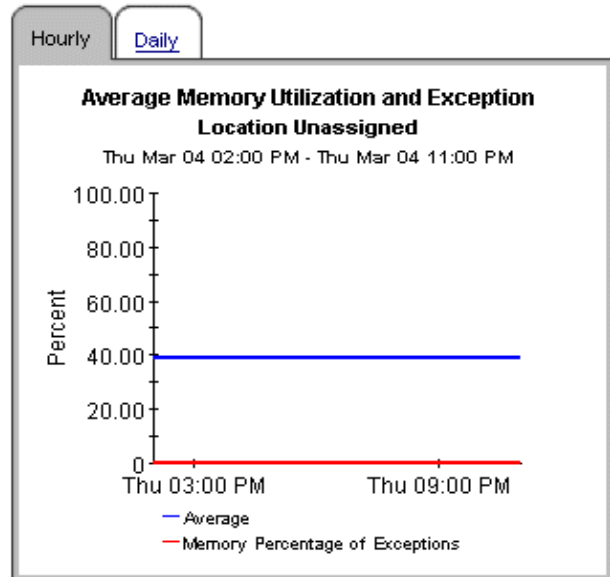 Hourly
Daily
Average Memory Utilization and Exception
Location Unassigned
Thu Mar 04 02:00 PM - Thu Mar 04 11:00 PM
100.00
80.00
60.00
40.00
20.00
0
Percent
Thu 03:00 PM
Thu 09:00 PM
Average
Memory Percentage of Exceptions